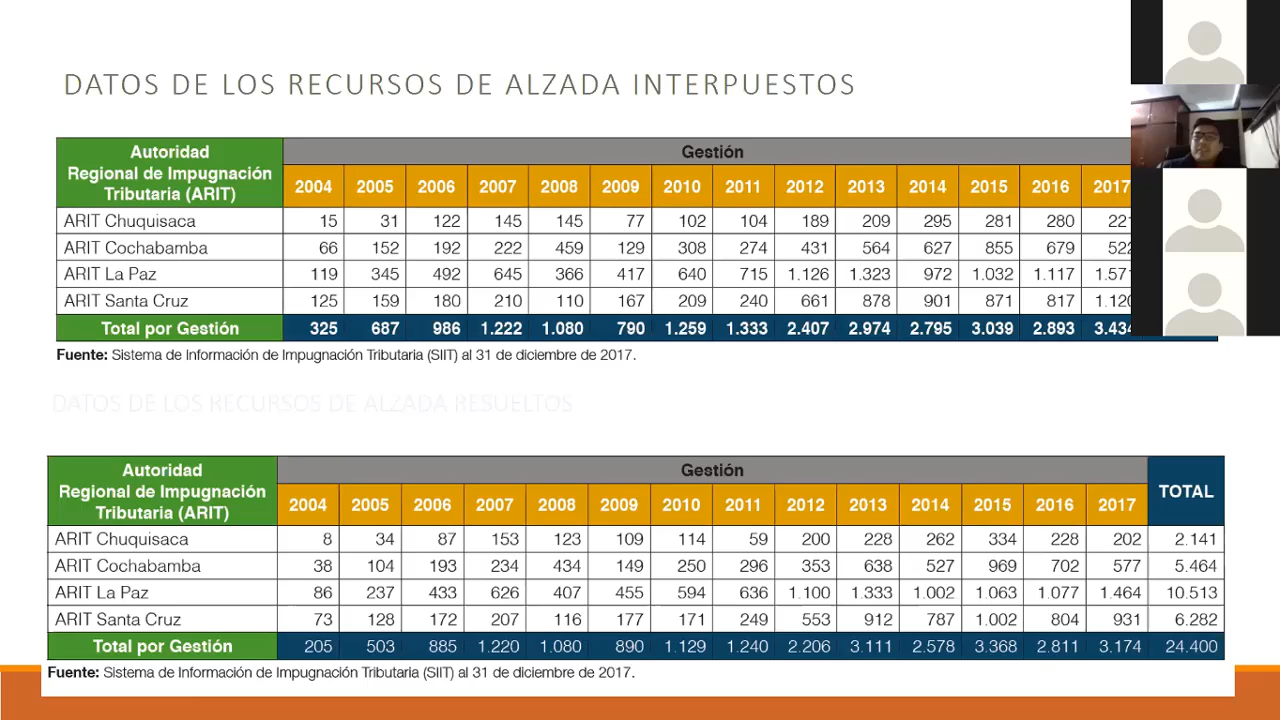 DATOS DE LOS RECURSOS DE ALZADA INTERPUESTOS
Autoridad Regional de Impugnación Tributaria (ARIT) Gestión
2004 2005 2006 2007 2008 2009 2010 2011 2012 2013 2014 2015 2016 2017
ARIT Chuquisaca 15 31 122 145 145 77 102 104 189 209 295 281 280 221
ARIT Cochabamba 66 152 192 222 459 129 308 274 431 564 627 855 679 522
ARIT La Paz 119 345 492 645 366 417 640 715 1.126 1.323 972 1.032 1.117 1.571
ARIT Santa Cruz 125 159 180 210 110 167 209 240 661 878 901 871 817 1.120
Total por Gestión 325 687 986 1.222 1.080 790 1.259 1.333 2.407 2.974 2.795 3.039 2.893 3.434
Fuente: Sistema de Información de Impugnación Tributaria (SIIT) al 31 de diciembre de 2017.
DATOS DE LOS RECURSOS DE ALZADA RESUELTOS
Autoridad Regional de Impugnación Tributaria (ARIT) Gestión TOTAL
2004 2005 2006 2007 2008 2009 2010 2011 2012 2013 2014 2015 2016 2017
ARIT Chuquisaca 8 34 87 153 123 109 114 59 200 228 262 334 228 202 2.141
ARIT Cochabamba 38 104 193 234 434 149 250 296 353 638 527 969 702 577 5.464
ARIT La Paz 86 237 433 626 407 455 594 636 1.100 1.333 1.002 1.063 1.077 1.464 10.513
ARIT Santa Cruz 73 128 172 207 116 177 171 249 553 912 787 1.002 804 931 6.282
Total por Gestión 205 503 885 1.220 1.080 890 1.129 1.240 2.206 3.111 2.578 3.368 2.811 3.174 24.400
Fuente: Sistema de Información de Impugnación Tributaria (SIIT) al 31 de diciembre de 2017.